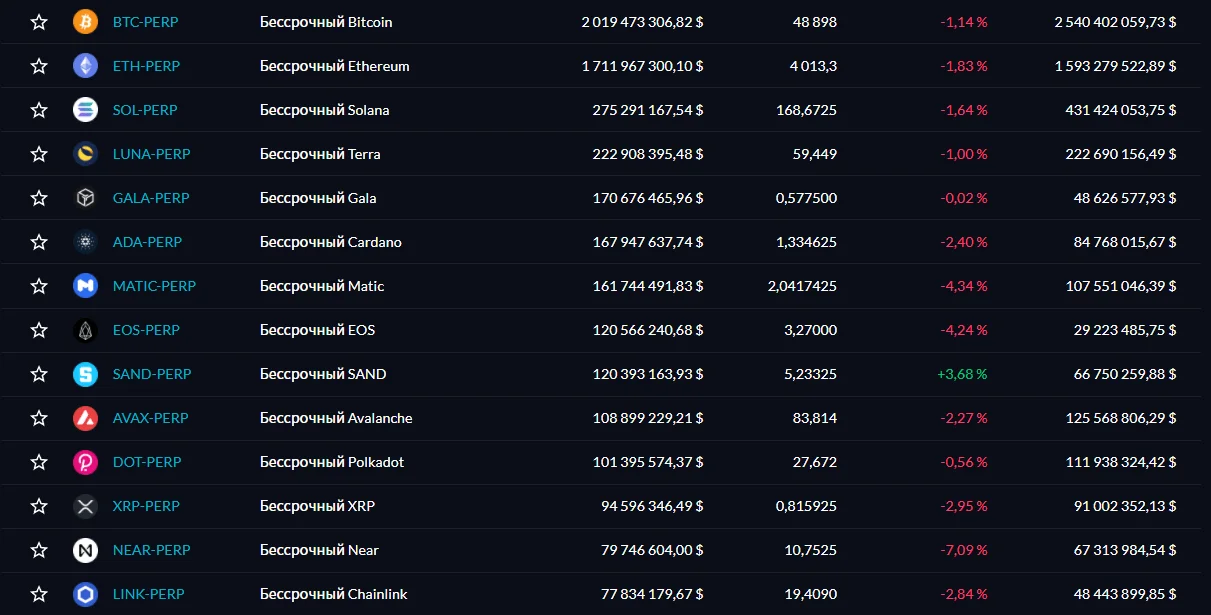 BTC-PERP Бессрочный Bitcoin 2 019 473 306,82 $ 48 898 -1,14 % 2 540 402 059,73 $
ETH-PERP Бессрочный Ethereum 1 711 967 300,10 $ 4 013,3 -1,83 % 1 593 279 522,89 $
SOL-PERP Бессрочный Solana 275 291 167,54 $ 168,6725 -1,64 % 431 424 053,75 $
LUNA-PERP Бессрочный Terra 222 908 395,48 $ 59,449 -1,00 % 222 690 156,49 $
GALA-PERP Бессрочный Gala 170 676 465,96 $ 0,577500 -0,02 % 48 626 577,93 $
ADA-PERP Бессрочный Cardano 167 947 637,74 $ 1,334625 -2,40 % 84 768 015,67 $
MATIC-PERP Бессрочный Matic 161 744 491,83 $ 2,0417425 -4,34 % 107 551 046,39 $
EOS-PERP Бессрочный EOS 120 566 240,68 $ 3,27000 -4,24 % 29 223 485,75 $
SAND-PERP Бессрочный SAND 120 393 163,93 $ 5,23325 +3,68 % 66 750 259,88 $
AVAX-PERP Бессрочный Avalanche 108 899 229,21 $ 83,814 -2,27 % 125 568 806,29 $
DOT-PERP Бессрочный Polkadot 101 395 574,37 $ 27,672 -0,56 % 111 938 324,42 $
XRP-PERP Бессрочный XRP 94 596 346,49 $ 0,815925 -2,95 % 91 002 352,13 $
NEAR-PERP Бессрочный Near 79 746 604,00 $ 10,7525 -7,09 % 67 313 984,54 $
LINK-PERP Бессрочный Chainlink 77 834 179,67 $ 19,4090 -2,84 % 48 443 899,85 $